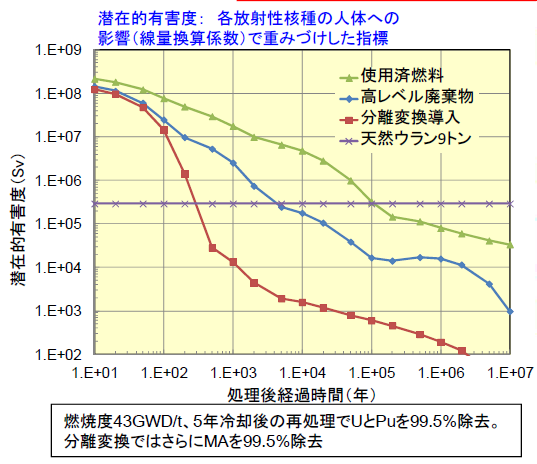 潜在的有害度： 各放射性核種の人体への
影響（線量換算係数）で重みづけした指標
1.E+09
1.E+08
1.E+07
1.E+06
1.E+05
1.E+04
1.E+03
1.E+02
潜在的有害度（Sv）
使用済燃料
高レベル廃棄物
分離変換導入
天然ウラン9トン
1.E+01 1.E+02 1.E+03 1.E+04 1.E+05 1.E+06 1.E+07
処理後経過時間（年）
燃焼度43GWD/t、5年冷却後の再処理でUとPuを99.5%除去。
分離変換ではさらにMAを99.5%除去